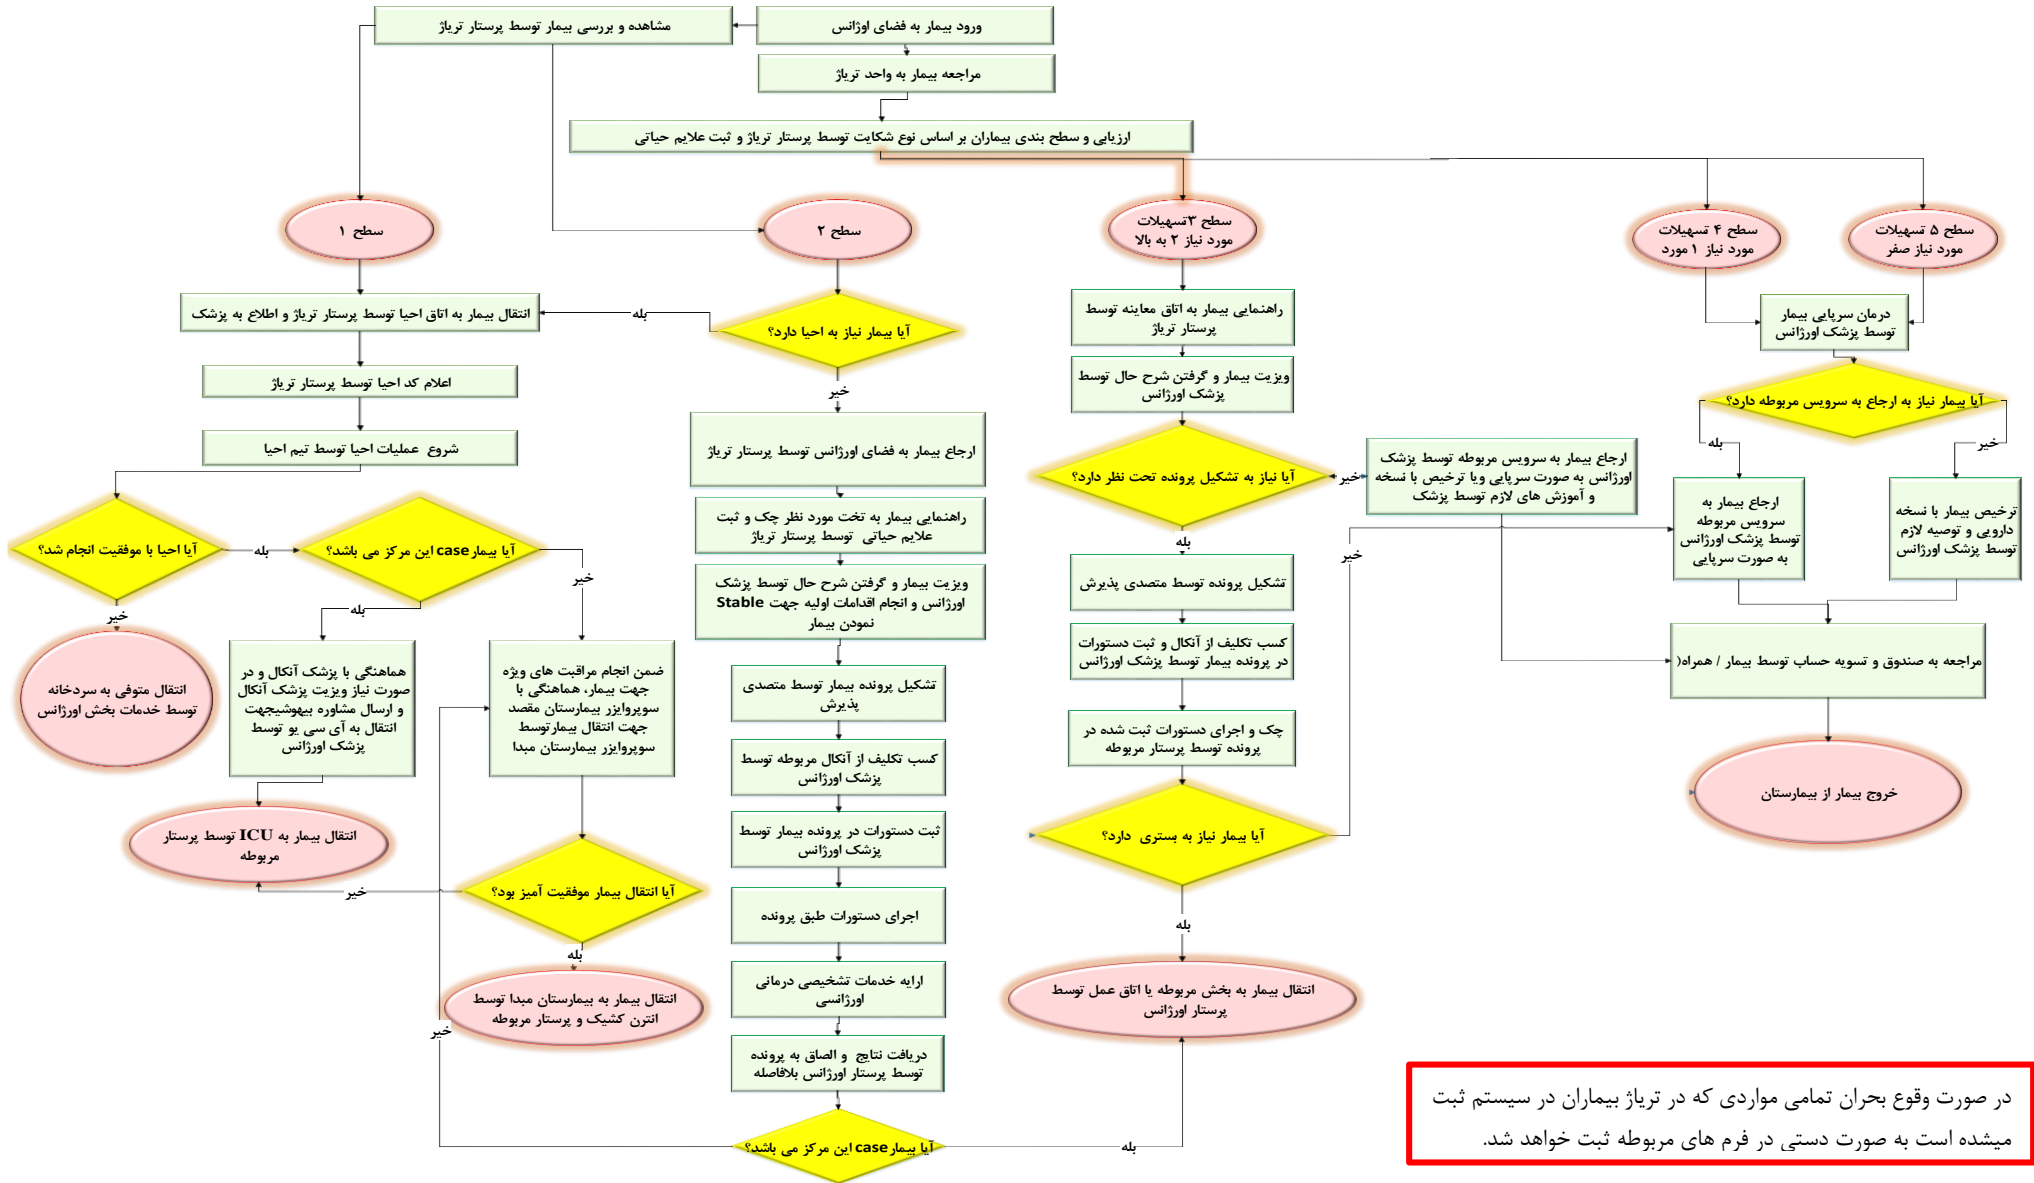 ورود بیمار به فضای اوژانس
مشاهده و بررسی بیمار توسط پرستار تریاژ
مراجعه بیمار به واحد تریاژ
ارزیابی و سطح بندی بیماران بر اساس نوع شکایت توسط پرستار تریاژ و ثبت علایم حیاتی
سطح ۵ تسهیلات
مورد نیاز صفر
سطح ۴ تسهیلات
مورد نیاز ۱ مورد
سطح ۳تسهیلات
مورد نیاز ۲ به بالا
سطح ۲
سطح ۱
درمان سرپایی بیمار
توسط پزشک اورژانس
آیا بیمار نیاز به ارجاع به سرویس مربوطه دارد؟
خیر
بله
ترخیص بیمار با نسخه
دارویی و توصیه لازم
توسط پزشک اورژانس
ارجاع بیمار به
سرویس مربوطه
توسط پزشک اورژانس
به صورت سرپایی
مراجعه به صندوق و تسویه حساب توسط بیمار / همراه(
خروج بیمار از بیمارستان
راهنمایی بیمار به اتاق معاینه توسط
پرستار تریاژ
ویزیت بیمار و گرفتن شرح حال توسط
پزشک اورژانس
آیا نیاز به تشکیل پرونده تحت نظر دارد؟
خیر
ارجاع بیمار به سرویس مربوطه توسط پزشک
اورژانس به صورت سرپایی ویا ترخیص با نسخه
و آموزش های لازم توسط پزشک
بله
تشکیل پرونده توسط متصدی پذیرش
کسب تکلیف از آنکال و ثبت دستورات
در پرونده بیمار توسط پزشک اورژانس
چک و اجرای دستورات ثبت شده در
پرونده توسط پرستار مربوطه
آیا بیمار نیاز به بستری دارد؟
خیر
بله
انتقال بیمار به بخش مربوطه یا اتاق عمل توسط
پرستار اورژانس
آیا بیمار نیاز به احیا دارد؟
بله
خیر
ارجاع بیمار به فضای اورژانس توسط پرستار تریاژ
راهنمایی بیمار به تخت مورد نظر چک و ثبت
علایم حیاتی توسط پرستار تریاژ
ویزیت بیمار و گرفتن شرح حال توسط پزشک
اورژانس و انجام اقدامات اولیه جهت Stable
نمودن بیمار
تشکیل پرونده بیمار توسط متصدی
پذیرش
کسب تکلیف از آنکال مربوطه توسط
پزشک اورژانس
ثبت دستورات در پرونده بیمار توسط
پزشک اورژانس
اجرای دستورات طبق پرونده
ارایه خدمات تشخیصی درمانی
اورژانسی
دریافت نتایج و الصاق به پرونده
توسط پرستار اورژانس بلافاصله
آیا بیمار case این مرکز می باشد؟
بله
خیر
انتقال بیمار به اتاق احیا توسط پرستار تریاژ و اطلاع به پزشک
اعلام کد احیا توسط پرستار تریاژ
شروع عملیات احیا توسط تیم احیا
آیا احیا با موفقیت انجام شد؟
بله
خیر
انتقال متوفی به سردخانه
توسط خدمات بخش اورژانس
آیا بیمار case این مرکز می باشد؟
خیر
بله
هماهنگی با پزشک آنکال و در
صورت نیاز ویزیت پزشک آنکال
و ارسال مشاوره بیهوشیجهت
انتقال به آی سی یو توسط
پزشک اورژانس
انتقال بیمار به ICU توسط پرستار
مربوطه
ضمن انجام مراقبت های ویژه
جهت بیمار، هماهنگی با
سوپروایزر بیمارستان مقصد
جهت انتقال بیمارتوسط
سوپروایزر بیمارستان مبدا
آیا انتقال بیمار موفقیت آمیز بود؟
خیر
بله
انتقال بیمار به بیمارستان مبدا توسط
انترن کشیک و پرستار مربوطه
در صورت وقوع بحران تمامی مواردی که در تریاژ بیماران در سیستم ثبت
میشده است به صورت دستی در فرم های مربوطه ثبت خواهد شد.